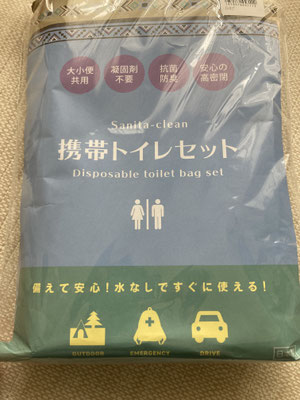 大小便
共用
凝固剤
不要
抗菌
防臭
安心の
高密閉
Sanita-clean
携帯トイレセット
Disposable toilet bag set
備えて安心!水なしですぐに使える!
OUTDOOR
EMERGENCY
DRIVE